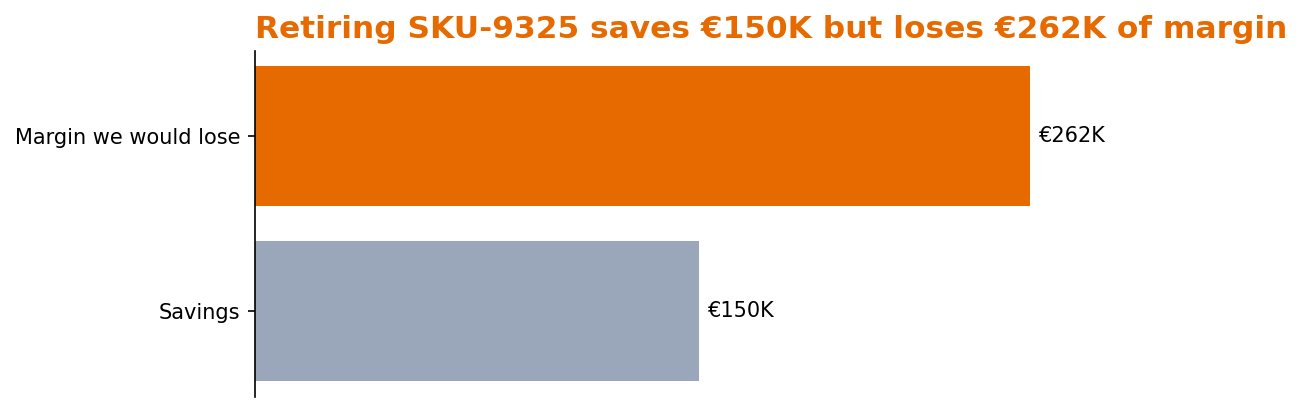 Retiring SKU-9325 saves €150K but loses €262K of margin
Margin we would lose
€262K
Savings
€150K